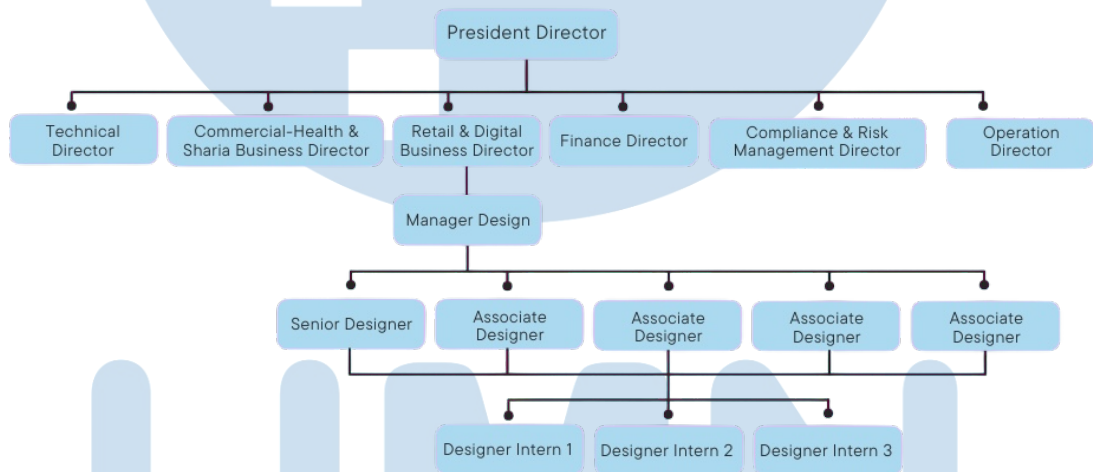 President Director
Technical
Director
Commercial-Health &
Sharia Business Director
Retail & Digital
Business Director
Finance Director
Compliance & Risk
Management Director
Operation
Director
Manager Design
Senior Designer
Associate
Designer
Associate
Designer
Associate
Designer
Associate
Designer
Designer Intern 1
Designer Intern 2
Designer Intern 3